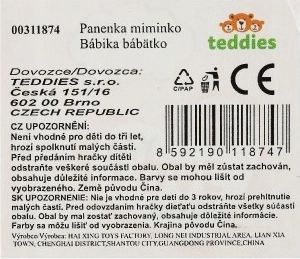 00311874
Panenka miminko
Bábika bábätko
teddies
Dovozce/Dovozca:
TEDDIES s.r.o.
Česká 151/16
602 00 Brno
CZECH REPUBLIC
C/PAP
CE
8 592190 118747
CZ UPOZORNĚNÍ:
Není vhodné pro děti do tří let,
hrozí spolknutí malých částí.
Před předáním hračky dítěti
odstraňte veškeré součásti obalu. Obal by měl zůstat zachován,
obsahuje důležité informace. Barvy se mohou lišit od
vyobrazeného. Země původu Čína.
SK UPOZORNENIE: Nie je vhodné pre deti do 3 rokov, hrozí prehltnutie
malých častí. Pred odovzdaním hračky dieťaťu odstráňte všetky súčasti
obalu. Obal by mal zostať zachovaný, obsahuje dôležité informácie.
Farby sa môžu líšiť od vyobrazenia. Krajina pôvodu Čína.
Výrobce/Výrobca: HAI XING TOYS FACTORY, LONG NEI INDUSTRIAL AREA, LIAN XIA
TOWN, CHENGHAI DISTRICT,SHANTOU CITY,GUANGDONG PROVINCE,CHINA